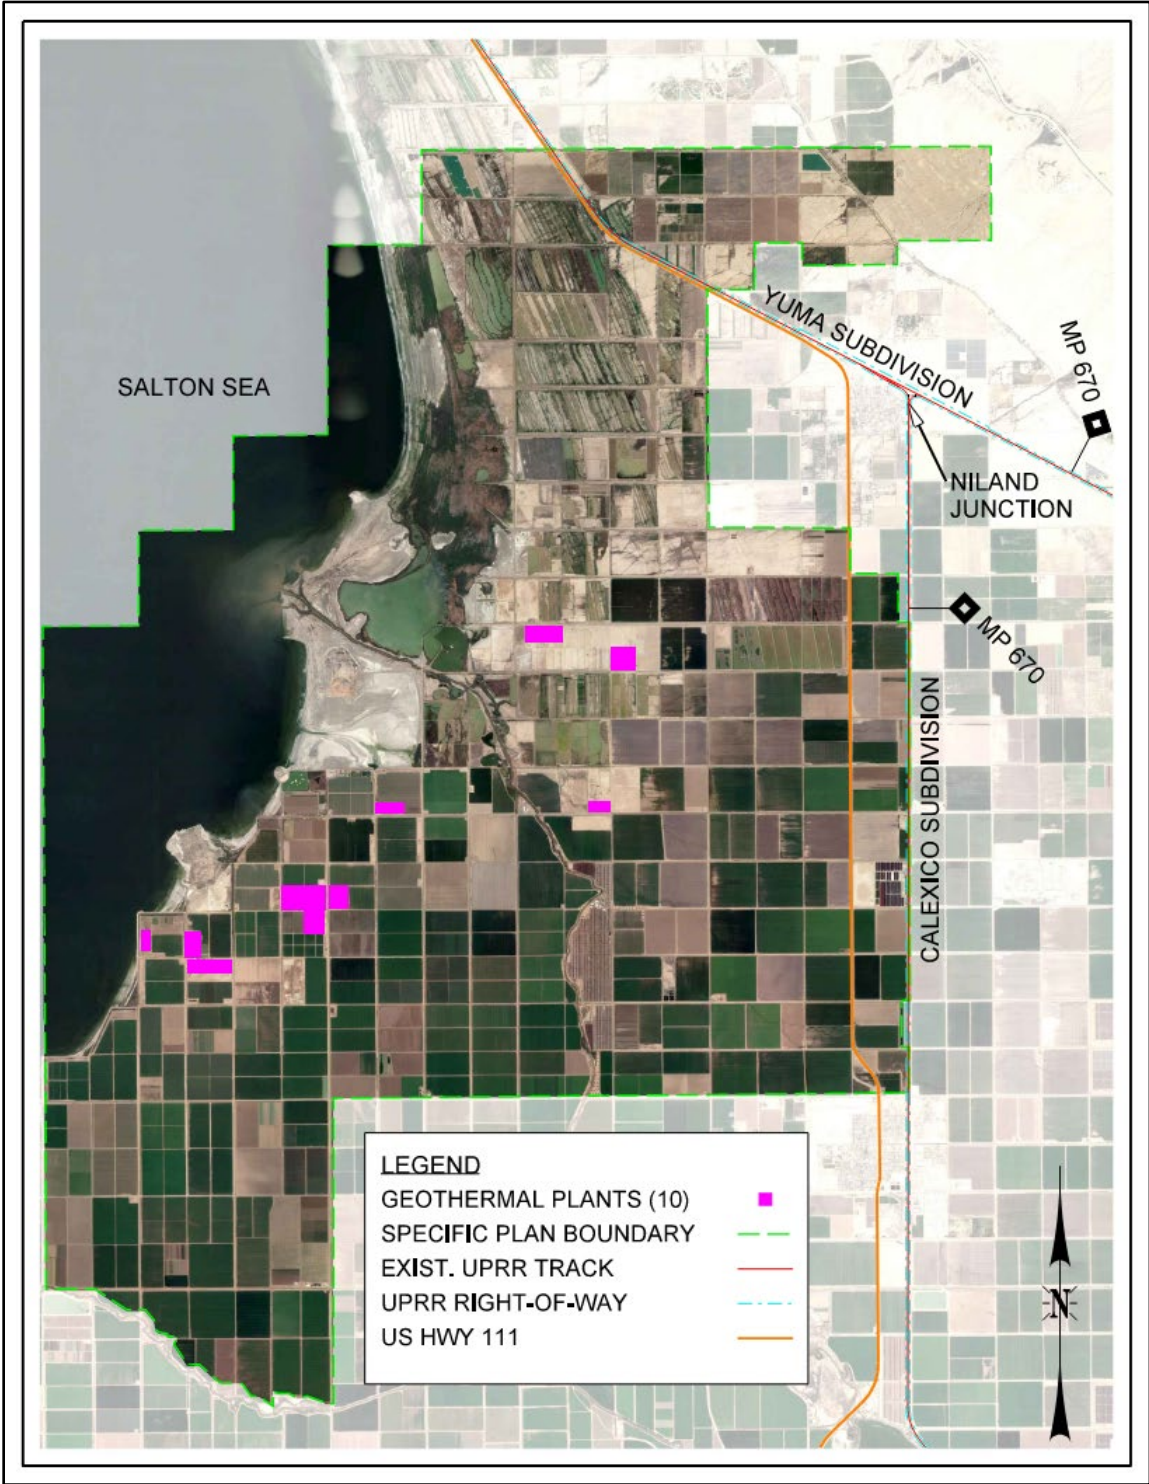 SALTON SEA
YUMA SUBDIVISION
MP 670
NILAND
JUNCTION
MP 670
CALEXICO SUBDIVISION
LEGEND
GEOTHERMAL PLANTS (10)
SPECIFIC PLAN BOUNDARY
EXIST. UPRR TRACK
UPRR RIGHT-OF-WAY
US HWY 111
N